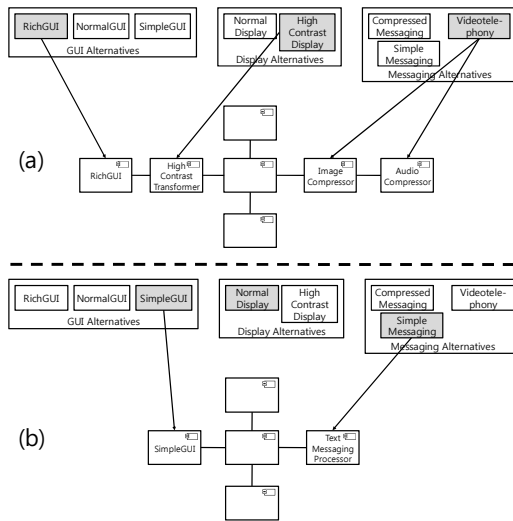 RichGUI NormalGUI SimpleGUI
GUI Alternatives
Normal
Display
High
Contrast
Display
Display Alternatives
Compressed
Messaging
Simple
Messaging
Videotele-
phony
Messaging Alternatives
(a)
RichGUI
High
Contrast
Transformer
Image
Compressor
Audio
Compressor
RichGUI NormalGUI SimpleGUI
GUI Alternatives
Normal
Display
High
Contrast
Display
Display Alternatives
Compressed
Messaging
Simple
Messaging
Videotele-
phony
Messaging Alternatives
(b)
SimpleGUI
Text
Messaging
Processor